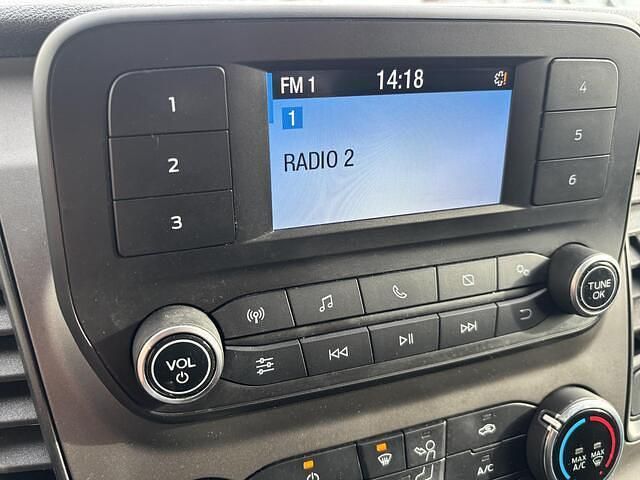 FM 1 14:18
1
RADIO 2
1
2
3
4
5
6
VOL
TUNE
OK
A/C
MAX
A/C
MAX